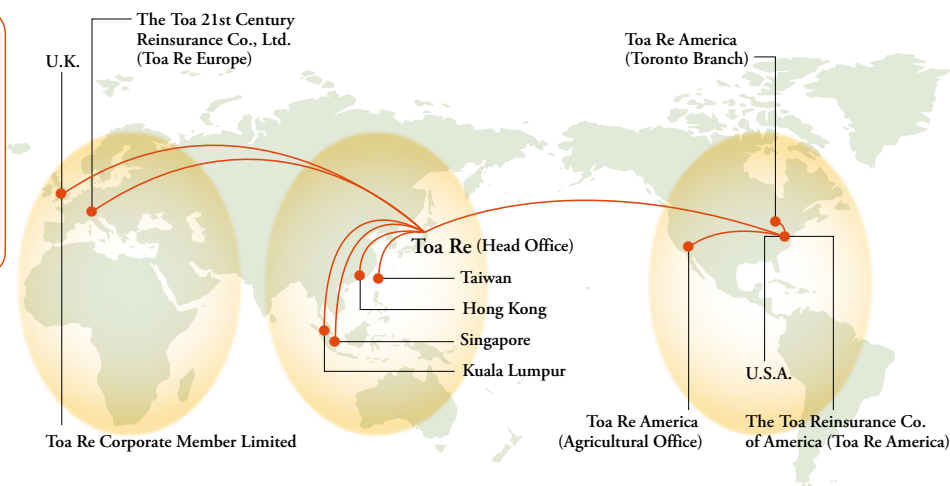 The Toa 21st Century
Reinsurance Co., Ltd.
(Toa Re Europe)
U.K.
Toa Re America
(Toronto Branch)
Toa Re (Head Office)
Taiwan
Hong Kong
Singapore
Kuala Lumpur
U.S.A.
Toa Re Corporate Member Limited
Toa Re America
(Agricultural Office)
The Toa Reinsurance Co.
of America (Toa Re America)